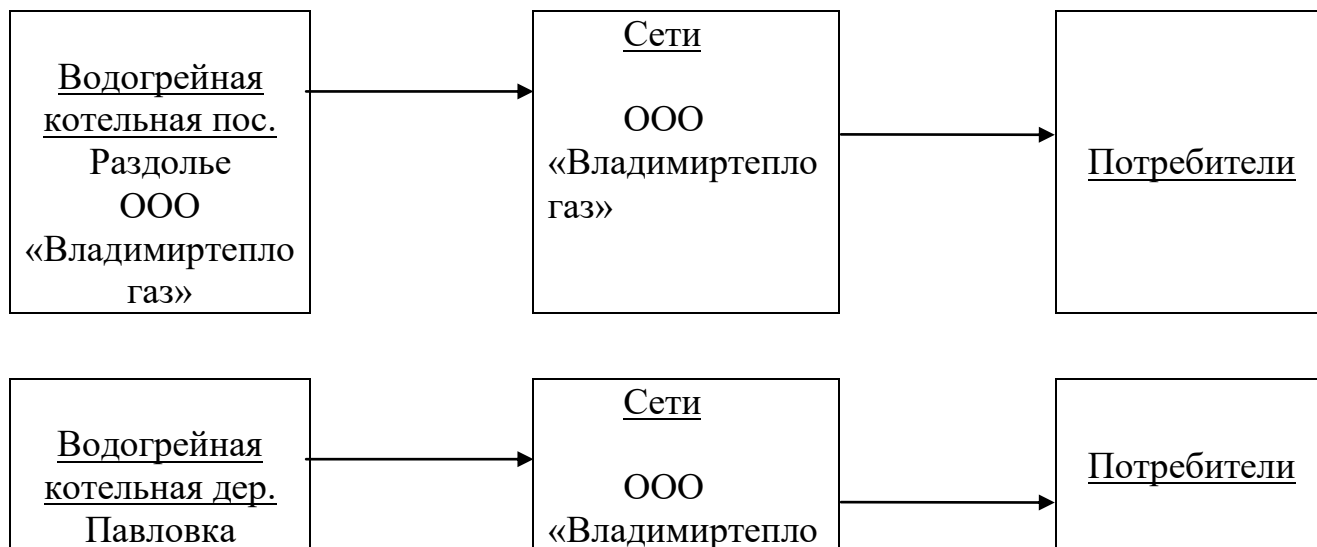 Водогрейная
котельная пос.
Раздолье
ООО
«Владимиртепло
газ»
Сети
ООО
«Владимиртепло
газ»
Потребители
Водогрейная
котельная дер.
Павловка
Сети
ООО
«Владимиртепло
Потребители